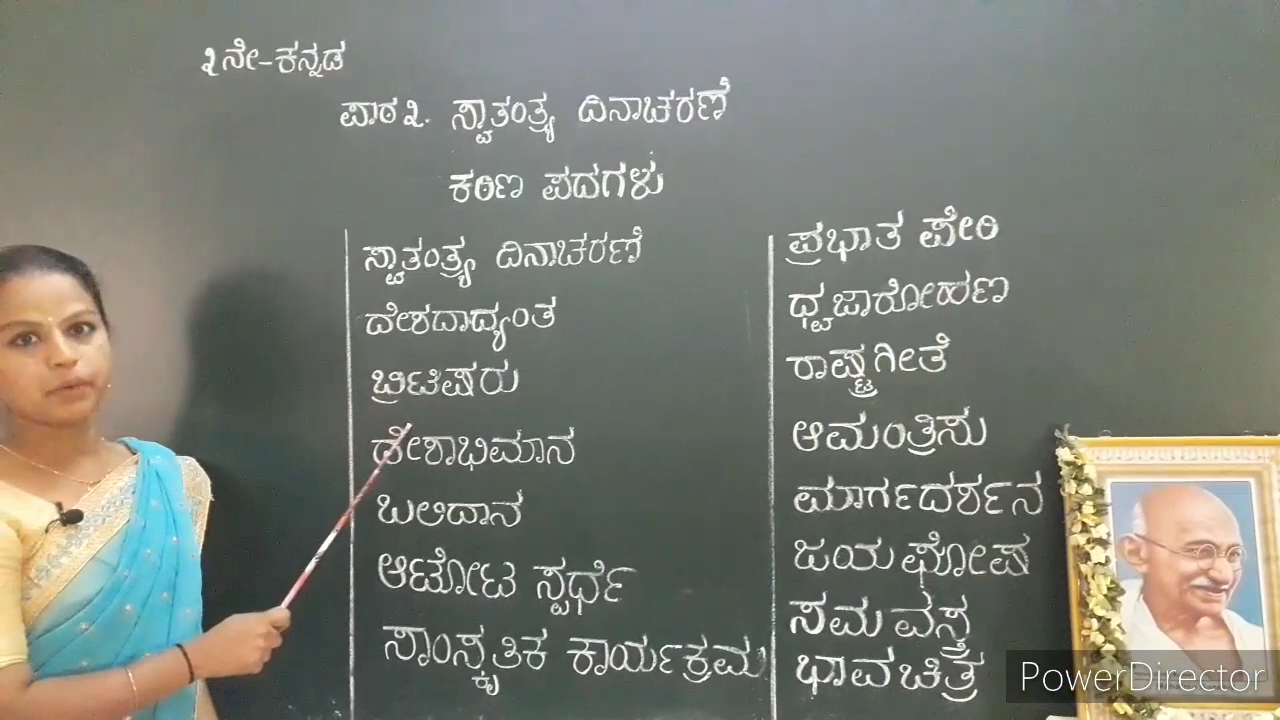 ೩ನೇ-ಕನ್ನಡ
ಪಾಠ ೩. ಸ್ವಾತಂತ್ರ್ಯ ದಿನಾಚರಣೆ
ಕಠಿಣ ಪದಗಳು
ಸ್ವಾತಂತ್ರ್ಯ ದಿನಾಚರಣೆ
ದೇಶದಾದ್ಯಂತ
ಬ್ರಿಟಿಷರು
ದೇಶಾಭಿಮಾನ
ಬಲಿದಾನ
ಆಟೋಟ ಸ್ಪರ್ಧೆ
ಸಾಂಸ್ಕೃತಿಕ ಕಾರ್ಯಕ್ರಮ
ಪ್ರಭಾತ ಪೇರಿ
ಧ್ವಜಾರೋಹಣ
ರಾಷ್ಟ್ರಗೀತೆ
ಆಮಂತ್ರಿಸು
ಮಾರ್ಗದರ್ಶನ
ಜಯಘೋಷ
ಸಮವಸ್ತ್ರ
ಭಾವಚಿತ್ರ
PowerDirector